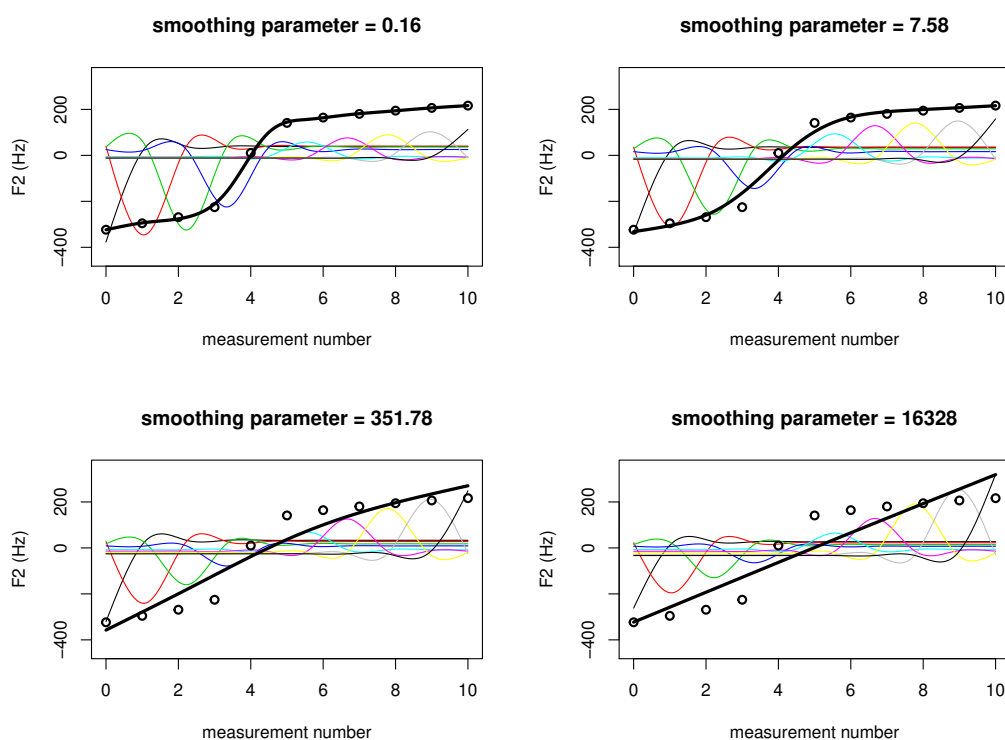 smoothing parameter = 0.16
F2 (Hz)
200
0
−400
0 2 4 6 8 10
measurement number
smoothing parameter = 7.58
F2 (Hz)
200
0
−400
0 2 4 6 8 10
measurement number
smoothing parameter = 351.78
F2 (Hz)
200
0
−400
0 2 4 6 8 10
measurement number
smoothing parameter = 16328
F2 (Hz)
200
0
−400
0 2 4 6 8 10
measurement number